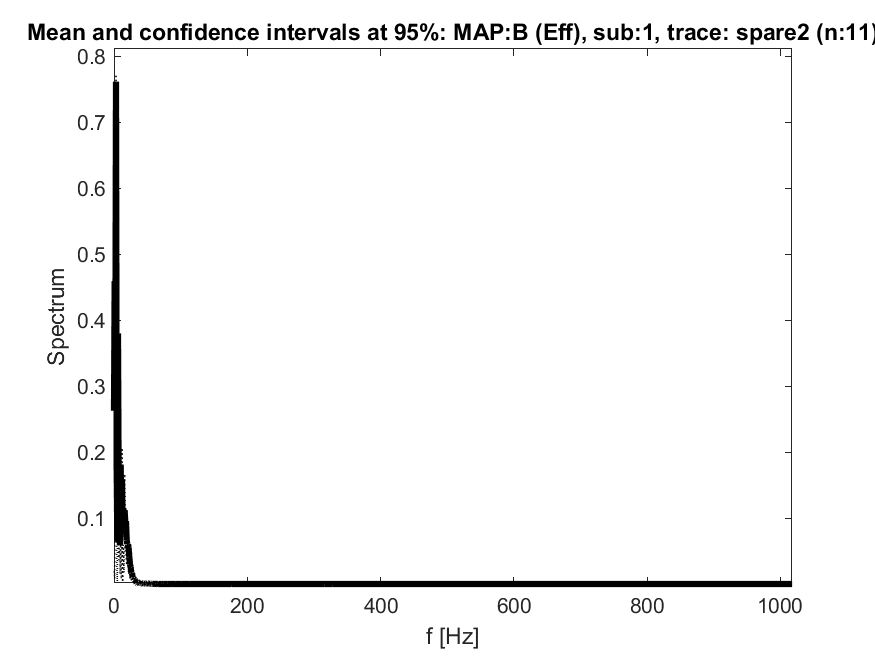 Mean and confidence intervals at 95%: MAP:B (Eff), sub:1, trace: spare2 (n:11)
0.8
0.7
0.6
0.5
0.4
0.3
0.2
0.1
Spectrum
0 200 400 600 800 1000
f [Hz]